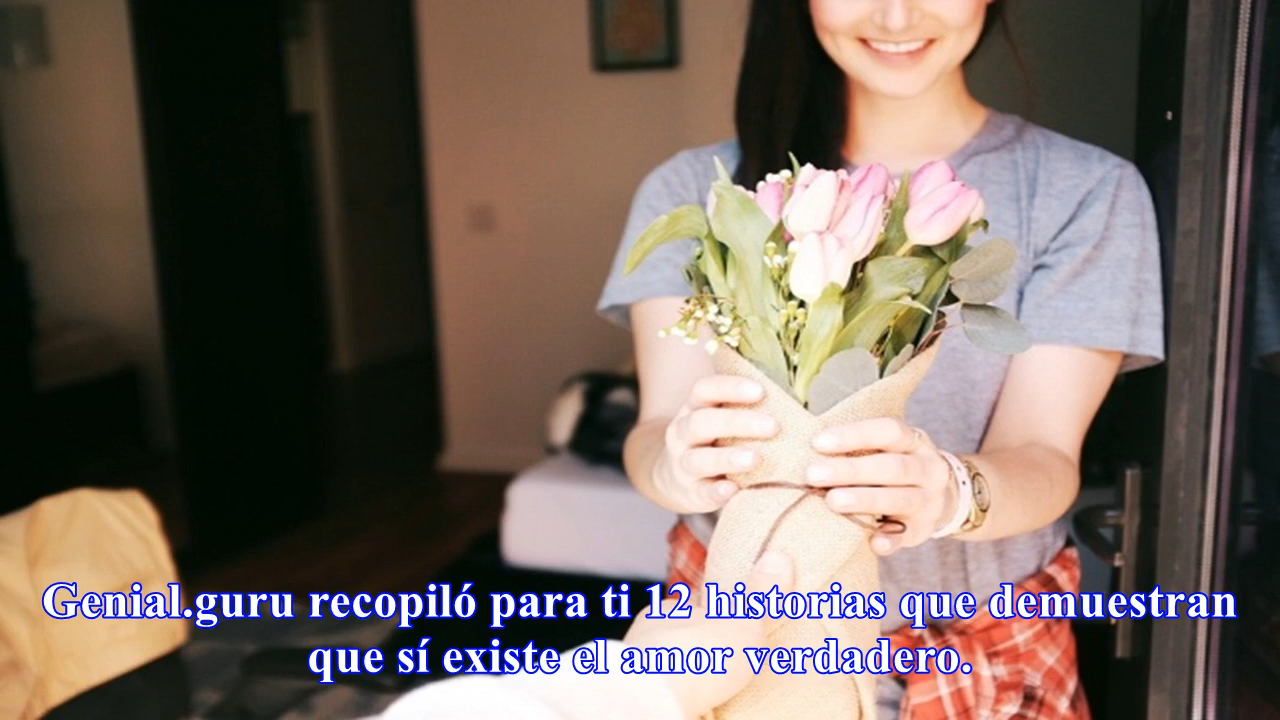 Genial.guru recopiló para ti 12 historias que demuestran
que sí existe el amor verdadero.